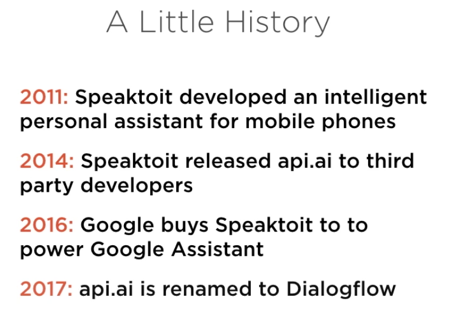 A Little History
2011: Speaktoit developed an intelligent
personal assistant for mobile phones
2014: Speaktoit released api.ai to third
party developers
2016: Google buys Speaktoit to to
power Google Assistant
2017: api.ai is renamed to Dialogflow